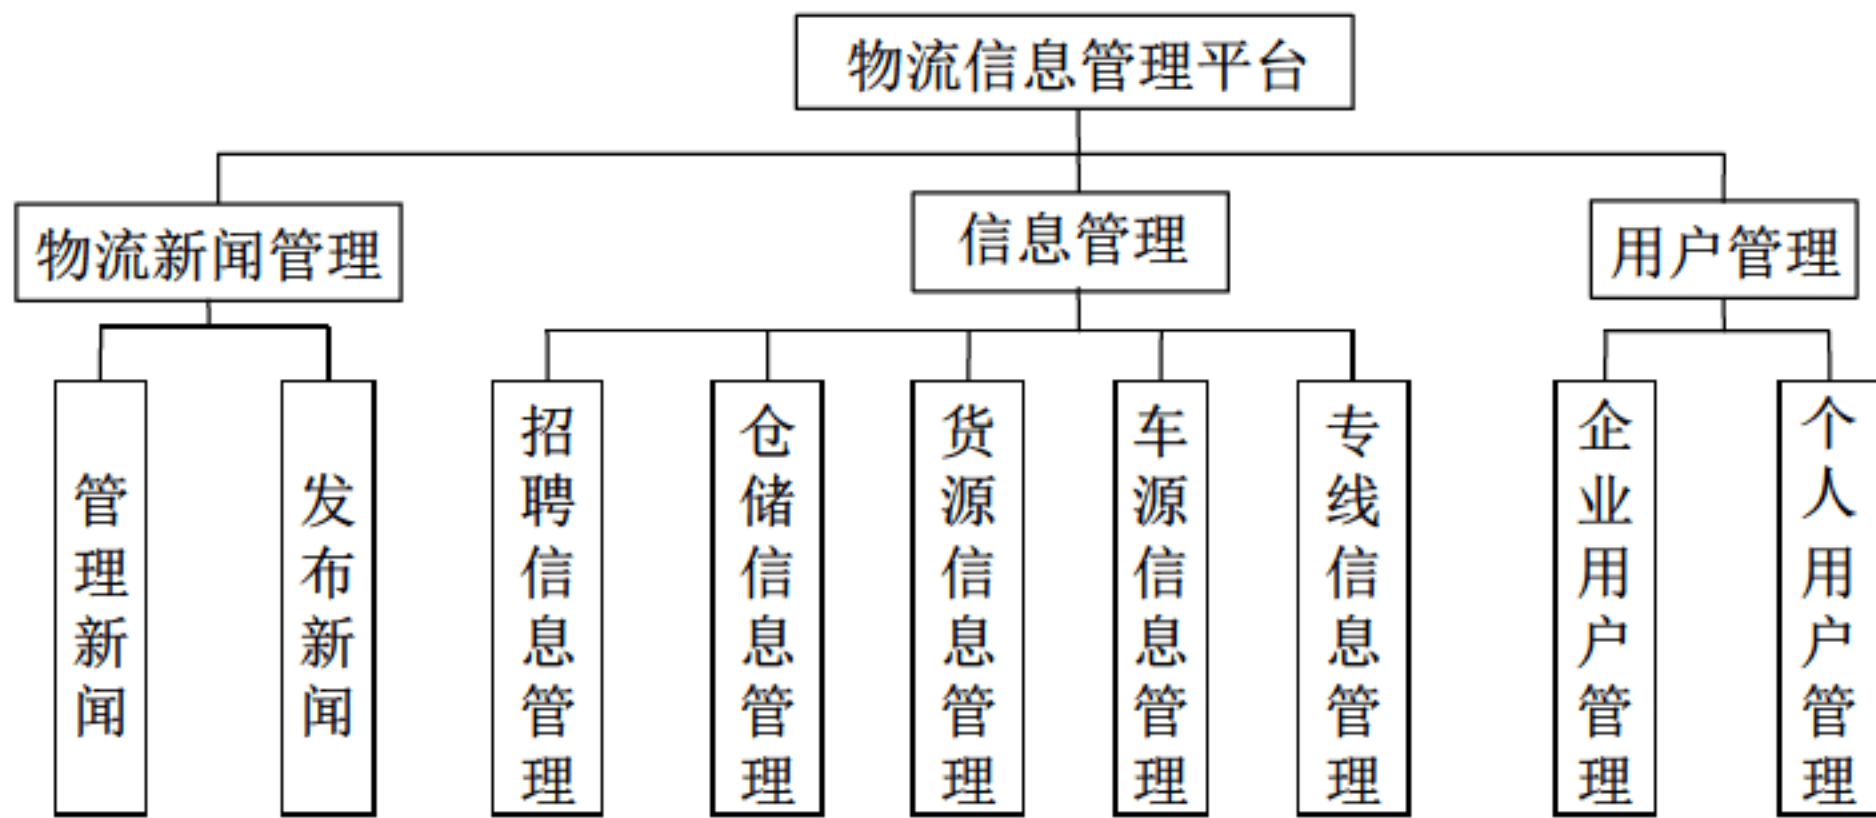 物流信息管理平台
物流新闻管理
信息管理
用户管理
管理新闻
发布新闻
招聘信息管理
仓储信息管理
货源信息管理
车源信息管理
专线信息管理
企业用户管理
个人用户管理